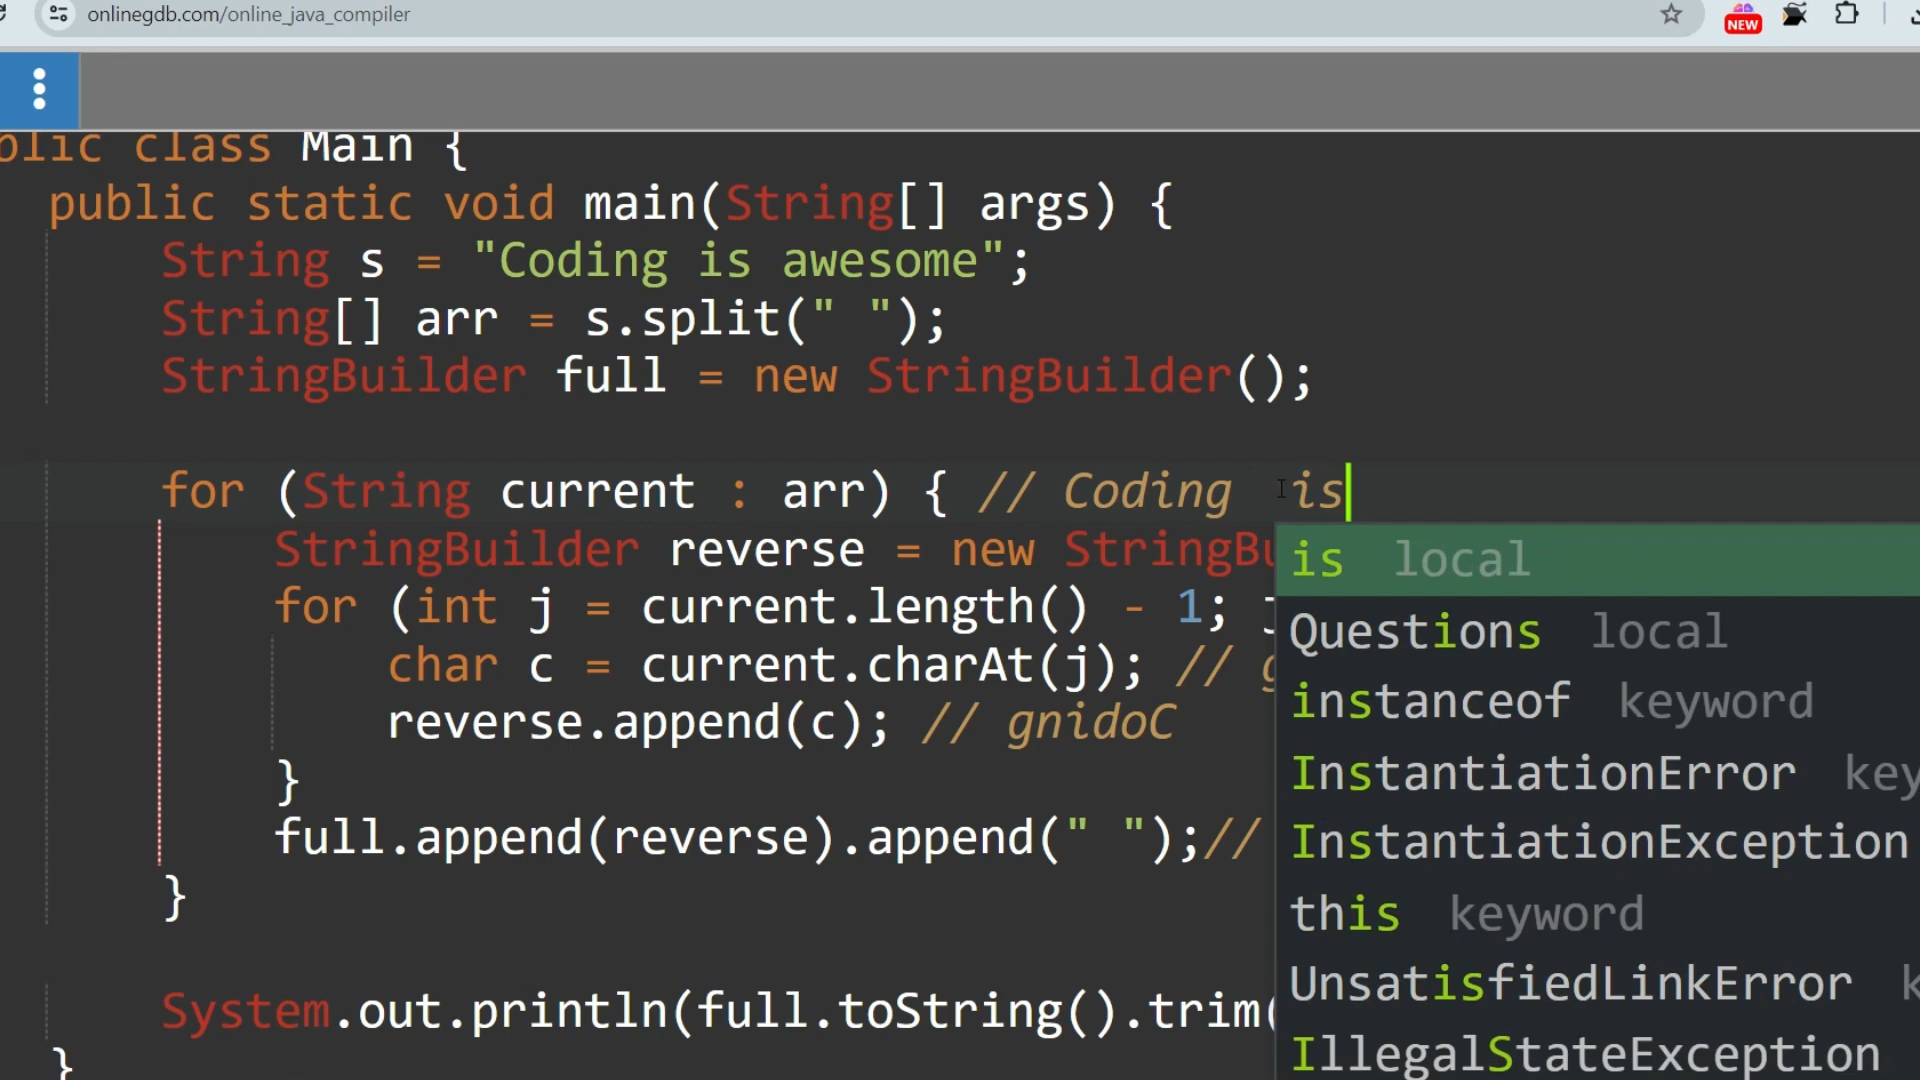 onlinegdb.com/online_java_compiler
NEW
class Main {
public static void main(String[] args) {
String s = "Coding is awesome";
String[] arr = s.split(" ");
StringBuilder full = new StringBuilder();
for (String current : arr) { // Coding is
StringBuilder reverse = new StringBu
is local
for (int j = current.length() - 1; j
Questions local
char c = current.charAt(j); // g
instanceof keyword
reverse.append(c); // gnidoC
InstantiationError key
}
full.append(reverse).append(" ");//
InstantiationException
}
this keyword
UnsatisfiedLinkError k
System.out.println(full.toString().trim(
IllegalStateException
}